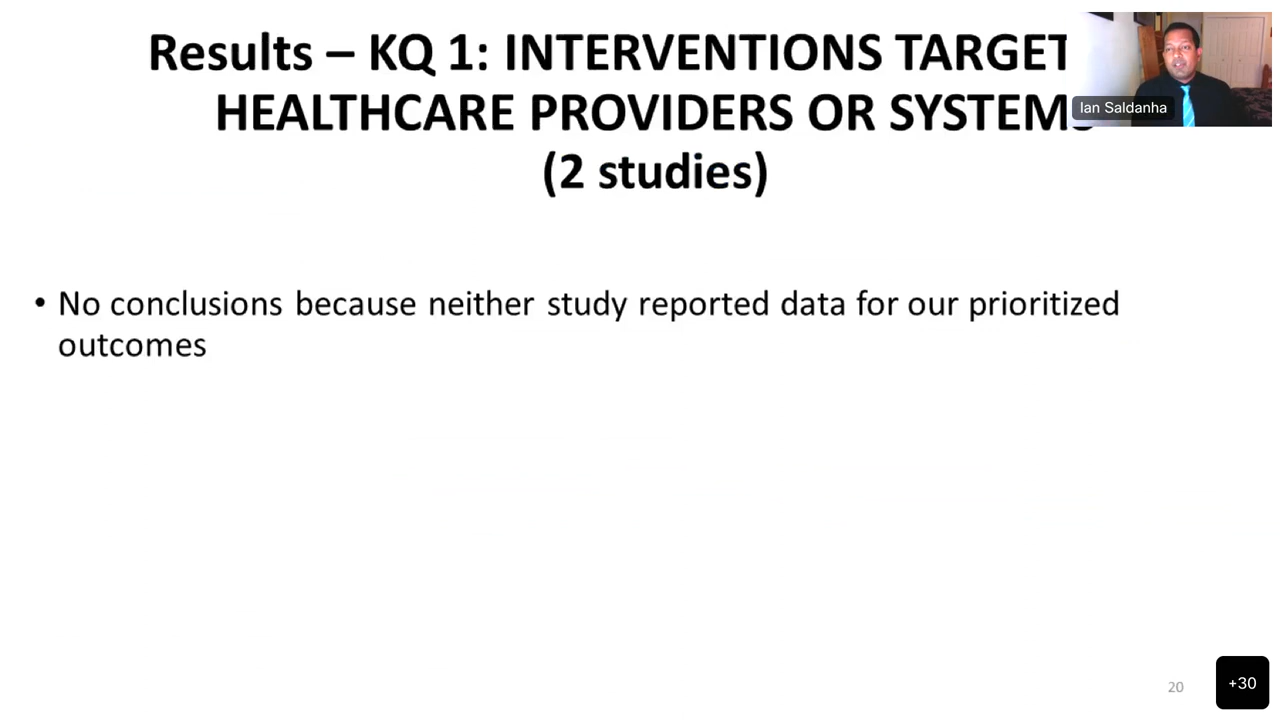 Results – KQ 1: INTERVENTIONS TARGET
HEALTHCARE PROVIDERS OR SYSTEMS
(2 studies)
Ian Saldanha
• No conclusions because neither study reported data for our prioritized
outcomes
20
+30